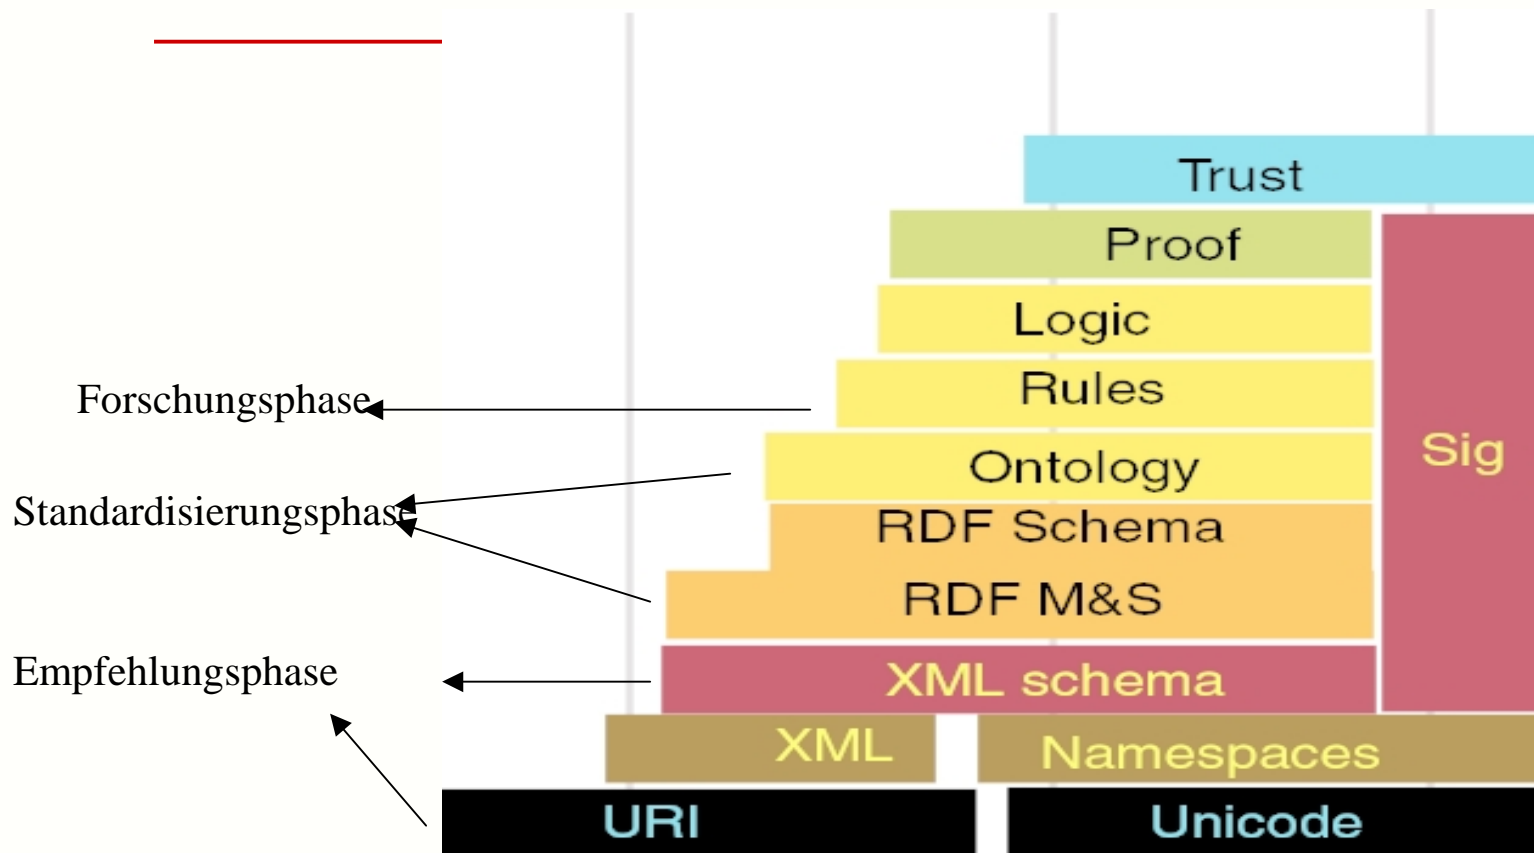 Trust
Proof
Logic
Rules
Forschungsphase
Sig
Ontology
Standardisierungsphase
RDF Schema
RDF M&S
Empfehlungsphase
XML schema
XML
Namespaces
URI
Unicode